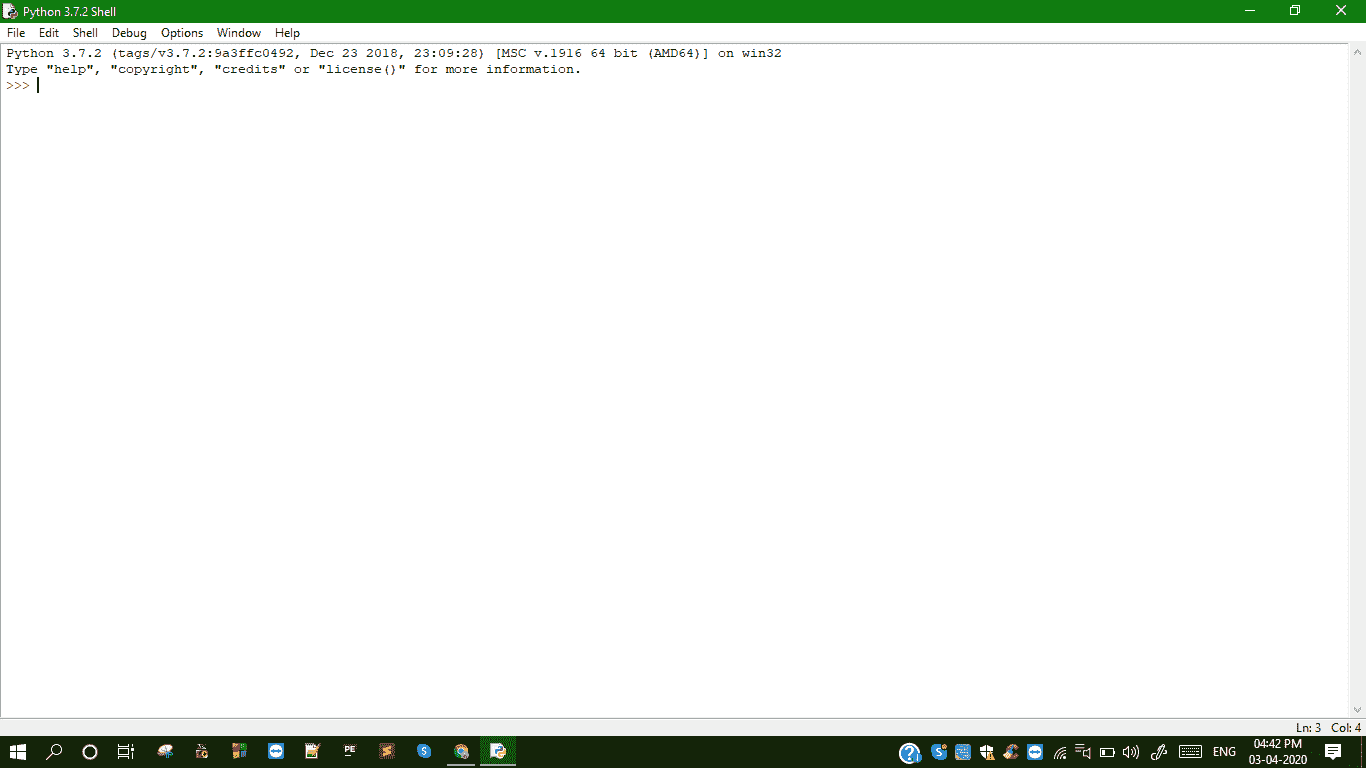 Python 3.7.2 Shell
File Edit Shell Debug Options Window Help
Python 3.7.2 (tags/v3.7.2:9a3ffc0492, Dec 23 2018, 23:09:28) [MSC v.1916 64 bit (AMD64)] on win32
Type "help", "copyright", "credits" or "license()" for more information.
>>>
Ln: 3 Col: 4
PE
S
S
ENG
04:42 PM
03-04-2020